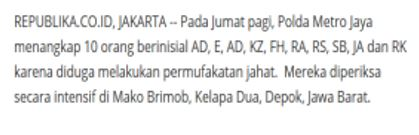 REPUBLIKA.CO.ID, JAKARTA -- Pada Jumat pagi, Polda Metro Jaya
menangkap 10 orang berinisial AD, E, AD, KZ, FH, RA, RS, SB, JA dan RK
karena diduga melakukan permufakatan jahat. Mereka diperiksa
secara intensif di Mako Brimob, Kelapa Dua, Depok, Jawa Barat.